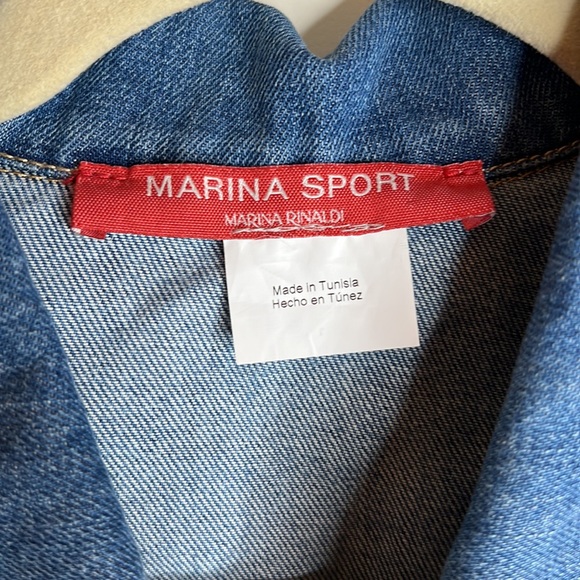 MARINA SPORT
MARINA RINALDI
Made in Tunisia
Hecho en Túnez